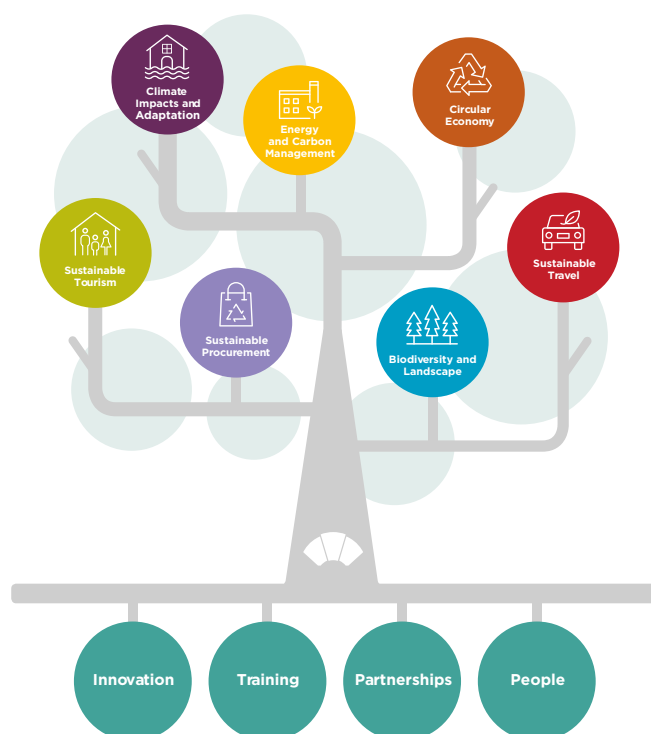 Climate
Impacts and
Adaptation
Energy
and Carbon
Management
Circular
Economy
Sustainable
Tourism
Sustainable
Procurement
Biodiversity and
Landscape
Sustainable
Travel
Innovation
Training
Partnerships
People